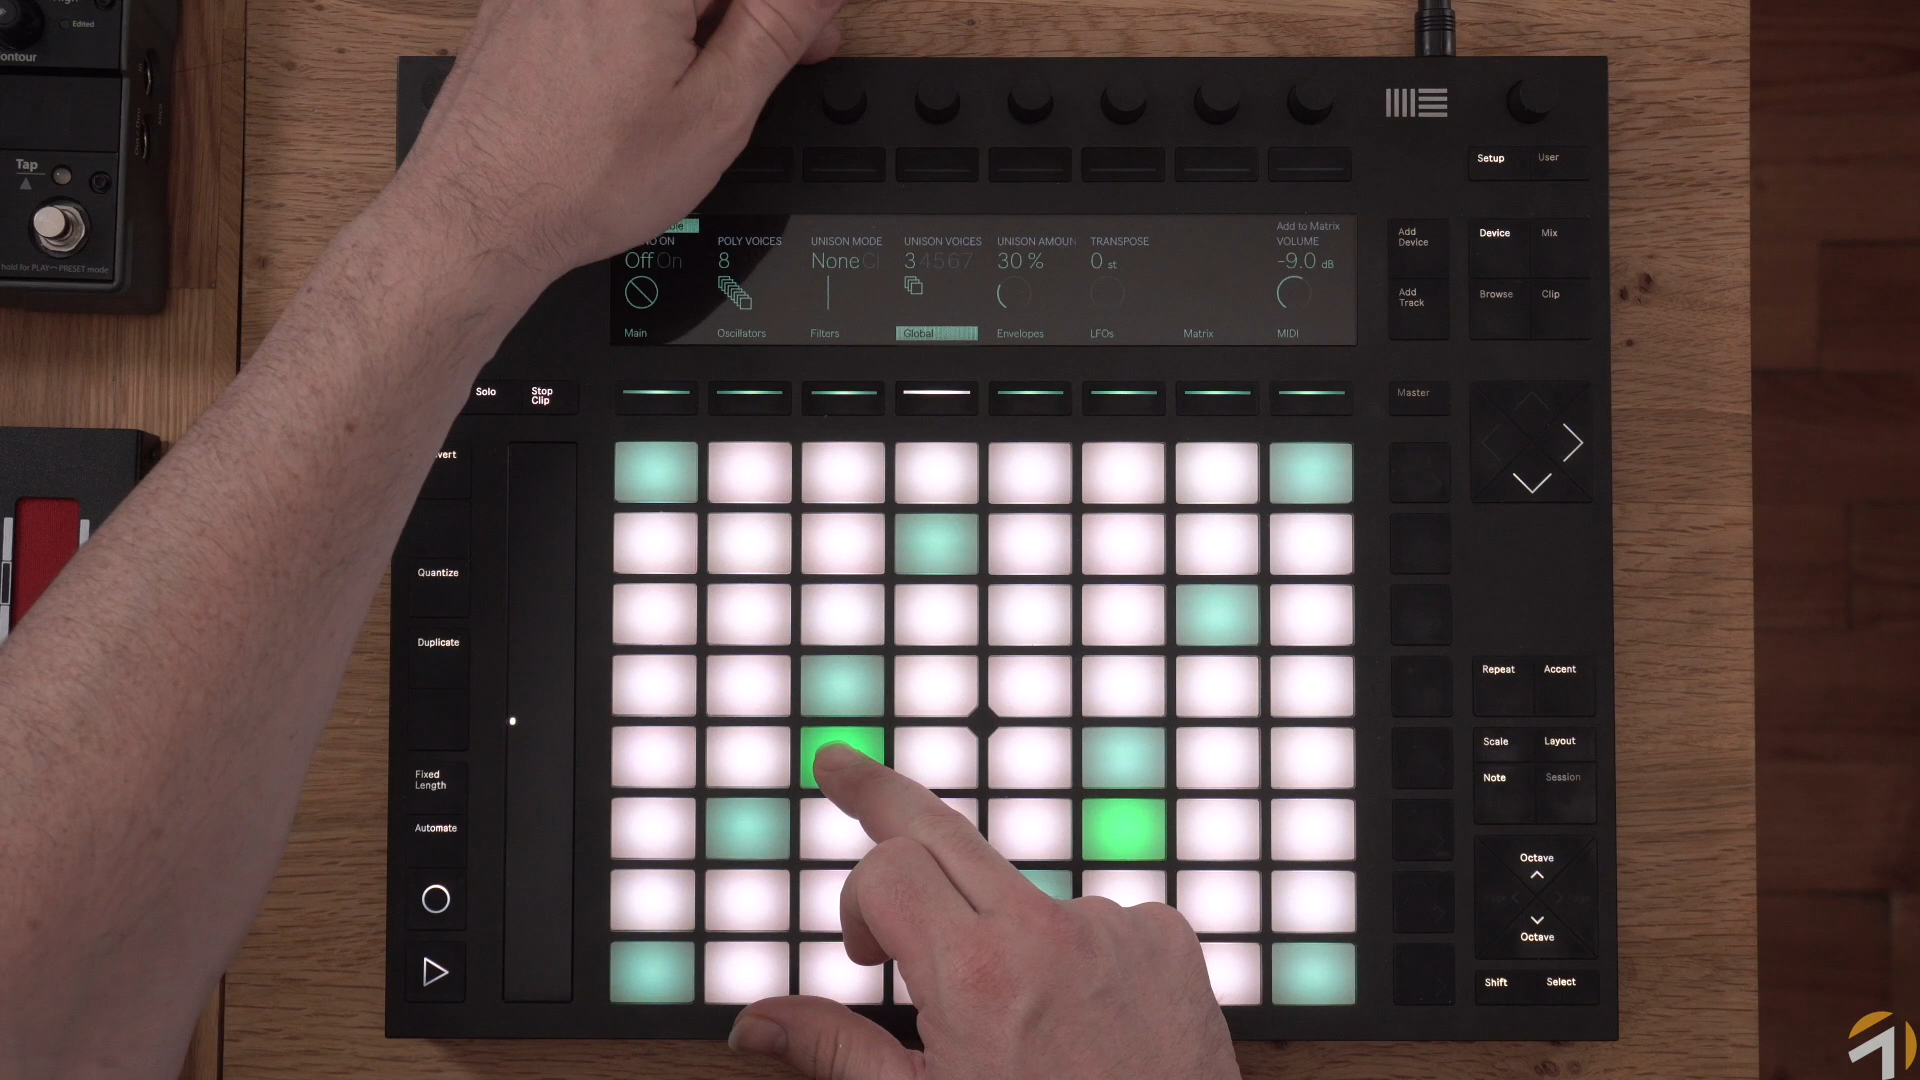 Edited
ontour
Tap
hold for PLAY PRESET mode
Setup
User
Add to Matrix
NO ON
POLY VOICES
UNISON MODE
UNISON VOICES
UNISON AMOUN
TRANSPOSE
VOLUME
Off On
8
None
3 4 5 6 7
30 %
0 st
-9.0 dB
Main
Oscillators
Filters
Global
Envelopes
LFOs
Matrix
MIDI
Add
Device
Add
Track
Device
Mix
Browse
Clip
Solo
Stop
Clip
Master
vert
Quantize
Duplicate
Fixed
Length
Automate
Repeat
Accent
Scale
Layout
Note
Session
Octave
Octave
Shift
Select